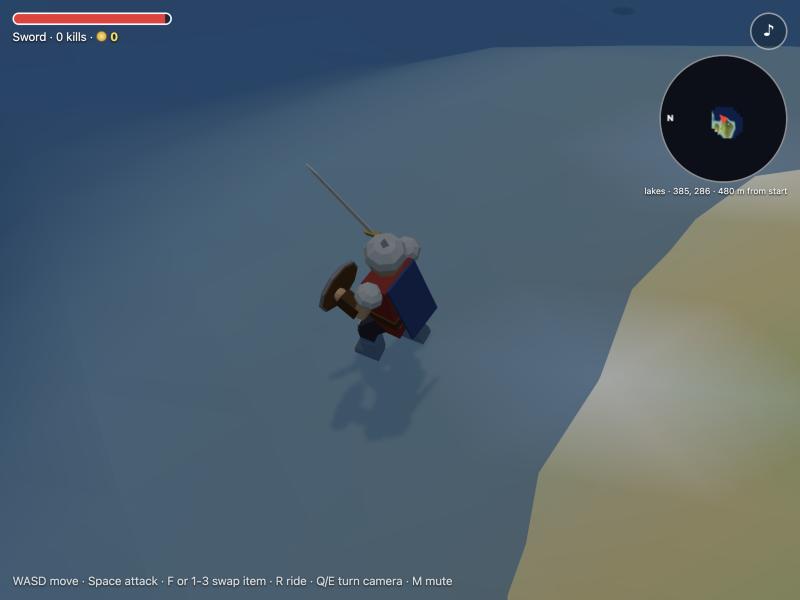 Sword · 0 kills · 0
N
lakes · 385, 286 · 480 m from start
WASD move · Space attack · F or 1-3 swap item · R ride · Q/E turn camera · M mute